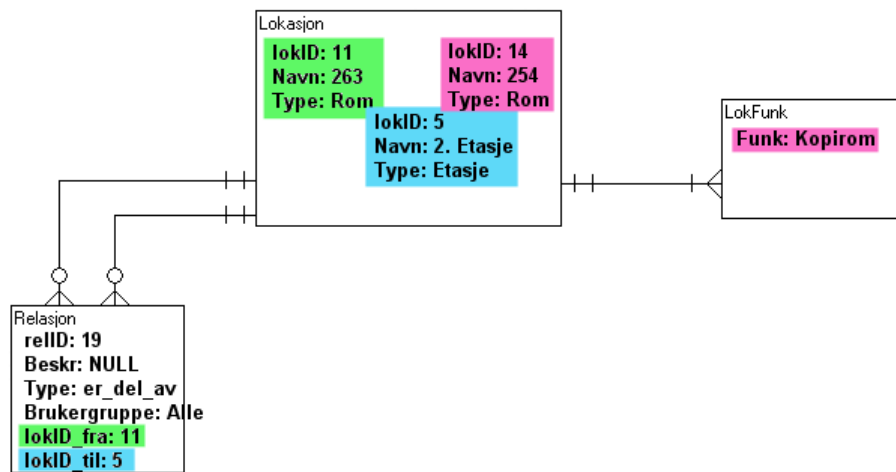 Lokasjon
lokID: 11
Navn: 263
Type: Rom
lokID: 14
Navn: 254
Type: Rom
lokID: 5
Navn: 2. Etasje
Type: Etasje
LokFunk
Funk: Kopirom
Relasjon
relID: 19
Beskr: NULL
Type: er_del_av
Brukergruppe: Alle
lokID_fra: 11
lokID_til: 5